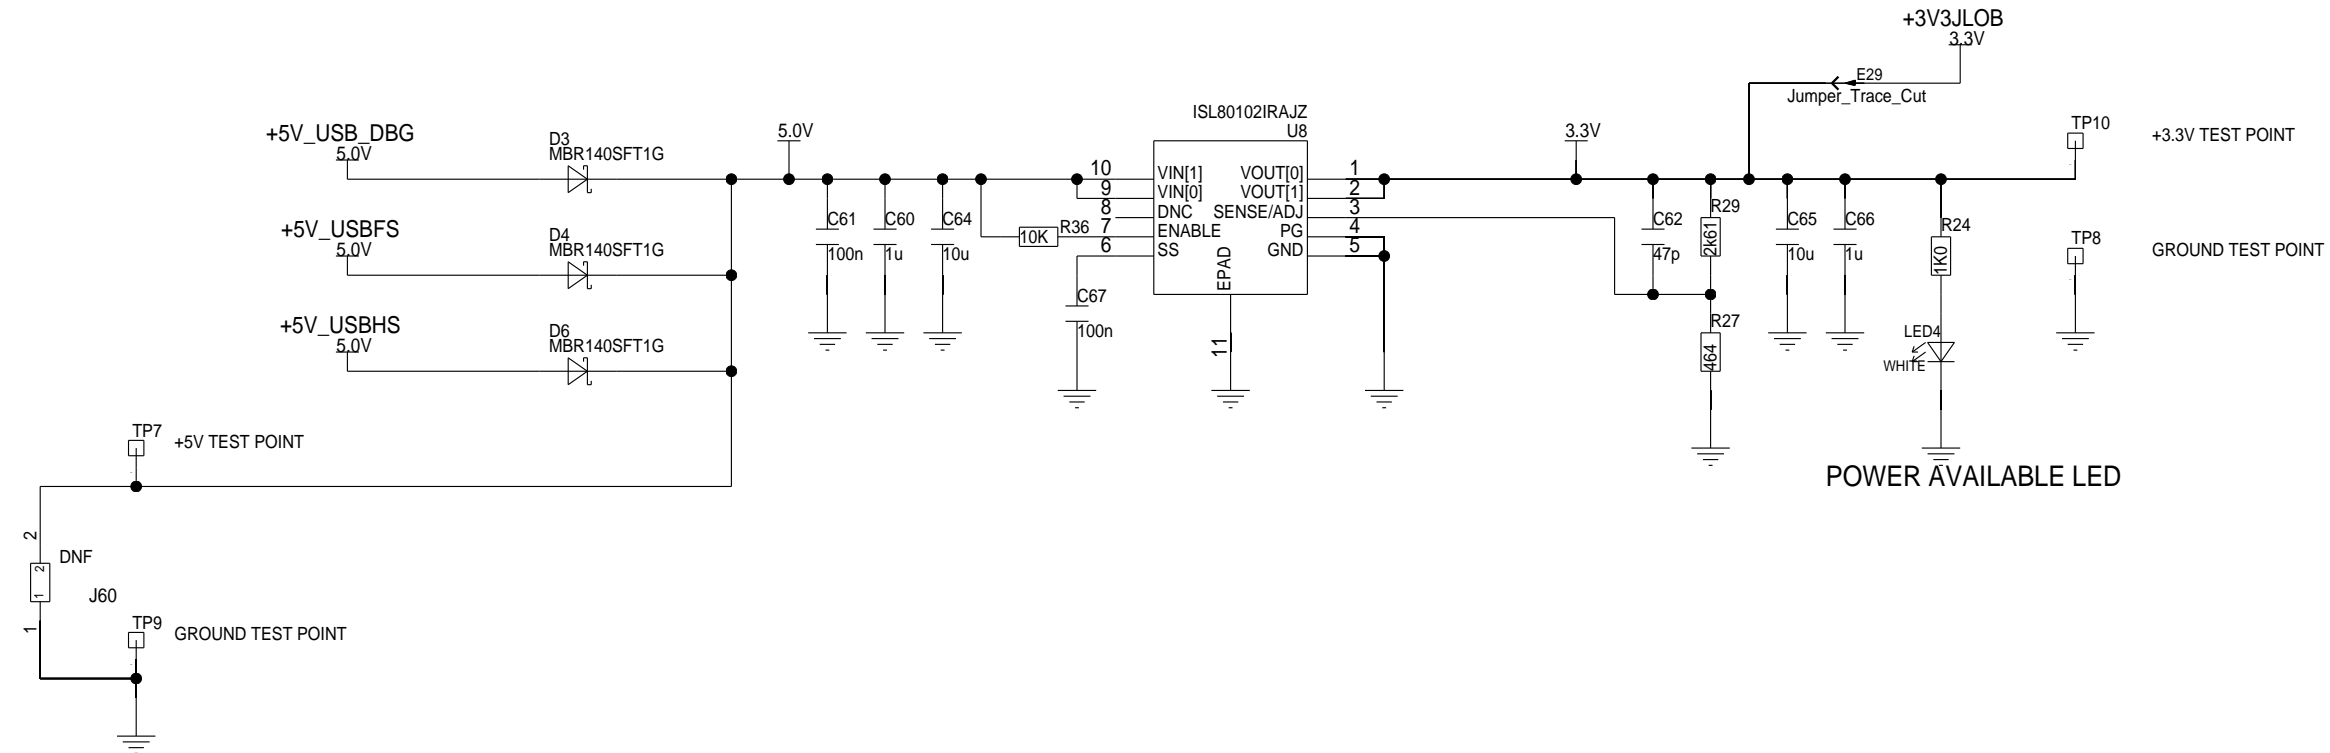 +3V3JLOB
3.3V
E29
Jumper_Trace_Cut
ISL80102IRAJZ
U8
+5V_USB_DBG
5.0V
D3
MBR140SFT1G
5.0V
3.3V
TP10
+3.3V TEST POINT
10
VIN[1]
VOUT[0]
1
9
VIN[0]
VOUT[1]
2
8
DNC
SENSE/ADJ
3
7
ENABLE
PG
4
6
SS
GND
5
EPAD
11
C61
100n
C60
1u
C64
10u
R36
10K
C67
100n
C62
47p
R29
2k61
R27
464
C65
10u
C66
1u
R24
1K0
LED4
WHITE
TP8
GROUND TEST POINT
+5V_USBFS
5.0V
D4
MBR140SFT1G
+5V_USBHS
5.0V
D6
MBR140SFT1G
POWER AVAILABLE LED
TP7
+5V TEST POINT
2
DNF
2
1
J60
1
TP9
GROUND TEST POINT